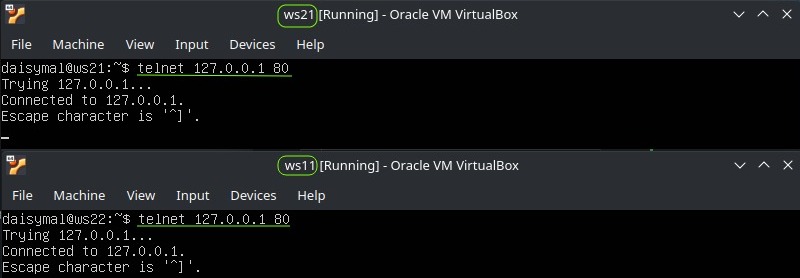 ws21 [Running] - Oracle VM VirtualBox
File Machine View Input Devices Help
daisymal@ws21:~$ telnet 127.0.0.1 80
Trying 127.0.0.1...
Connected to 127.0.0.1.
Escape character is '^]'.
ws11 [Running] - Oracle VM VirtualBox
File Machine View Input Devices Help
daisymal@ws22:~$ telnet 127.0.0.1 80
Trying 127.0.0.1...
Connected to 127.0.0.1.
Escape character is '^]'.